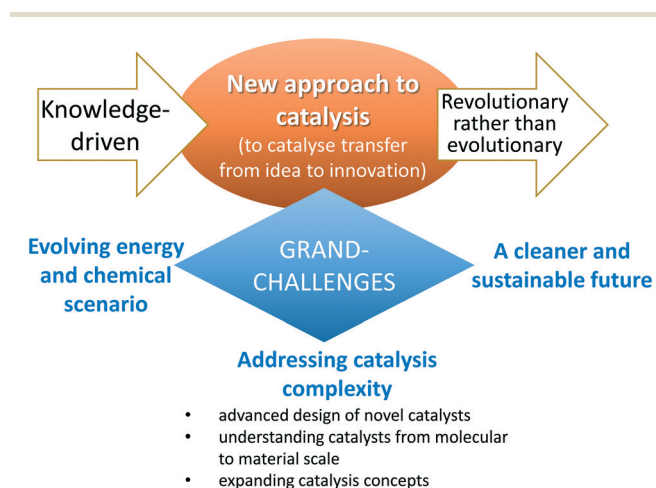 Knowledge-
driven
New approach to
catalysis
(to catalyse transfer
from idea to innovation)
Revolutionary
rather than
evolutionary
Evolving energy
and chemical
scenario
GRAND-
CHALLENGES
A cleaner and
sustainable future
Addressing catalysis
complexity
• advanced design of novel catalysts
• understanding catalysts from molecular
to material scale
• expanding catalysis concepts